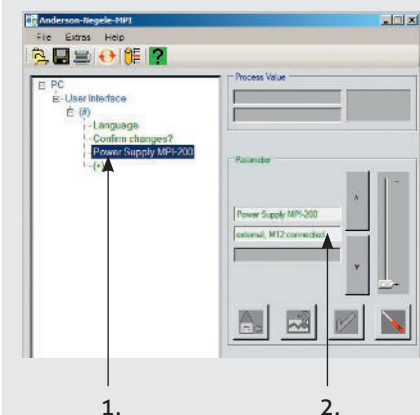 Anderson-Negele-MPI
File Extras Help
?
PC
User Interface
(#)
Language
Confirm changes?
Power Supply MPI-200
(+)
Process Value
Parameter
Power Supply MPI-200
external, M12 connected
1.
2.